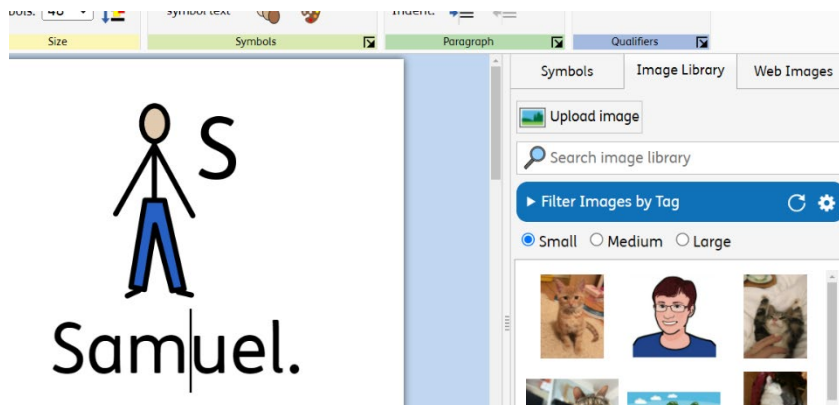 symbol text
Indent:
Size
Symbols
Paragraph
Qualifiers
Symbols
Image Library
Web Images
Upload image
Search image library
Filter Images by Tag
Small
Medium
Large
S
Samuel.